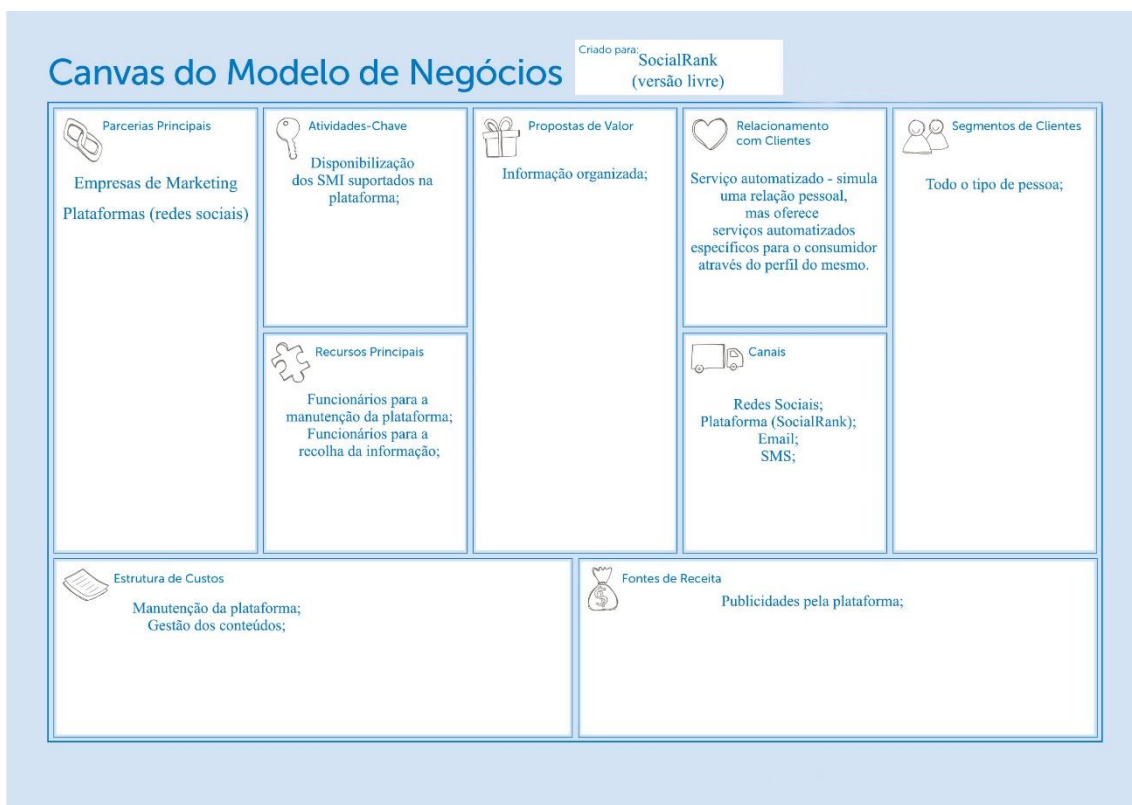 Canvas do Modelo de Negócios
Criado para:
SocialRank
(versão livre)
Parcerias Principais
Empresas de Marketing
Plataformas (redes sociais)
Atividades-Chave
Disponibilização
dos SMI suportados na
plataforma;
Recursos Principais
Funcionários para a
manutenção da plataforma;
Funcionários para a
recolha da informação;
Propostas de Valor
Informação organizada;
Relacionamento
com Clientes
Serviço automatizado - simula
uma relação pessoal,
mas oferece
serviços automatizados
específicos para o consumidor
através do perfil do mesmo.
Canais
Redes Sociais;
Plataforma (SocialRank);
Email;
SMS;
Segmentos de Clientes
Todo o tipo de pessoa;
Estrutura de Custos
Manutenção da plataforma;
Gestão dos conteúdos;
Fontes de Receita
Publicidades pela plataforma;